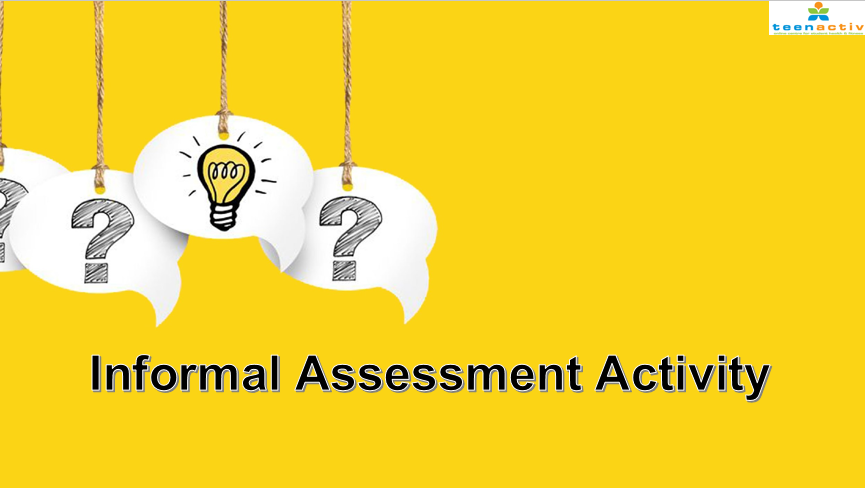 teenactiv
? ? ?
Informal Assessment Activity